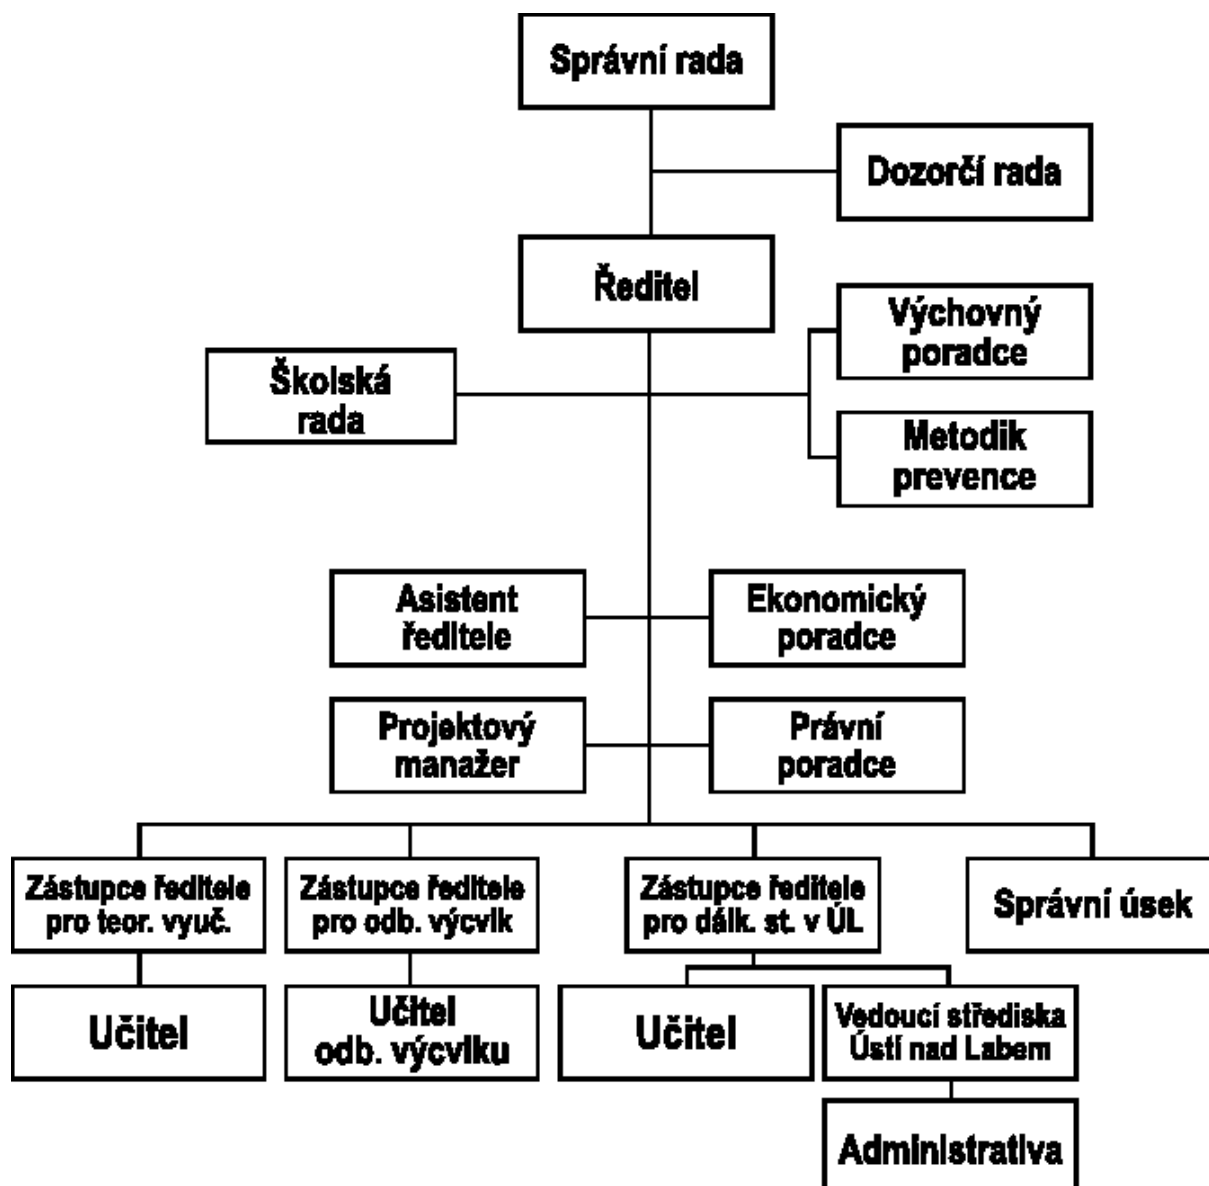 Správní rada
Dozorčí rada
Ředitel
Výchovný
poradce
Školská
rada
Metodik
prevence
Asistent
ředitele
Ekonomický
poradce
Projektový
manažer
Právní
poradce
Zástupce ředitele
pro teor. vyuč.
Zástupce ředitele
pro odb. výcvik
Zástupce ředitele
pro dálk. st. v ÚL
Správní úsek
Učitel
Učitel
odb. výcviku
Učitel
Vedoucí střediska
Ústí nad Labem
Administrativa